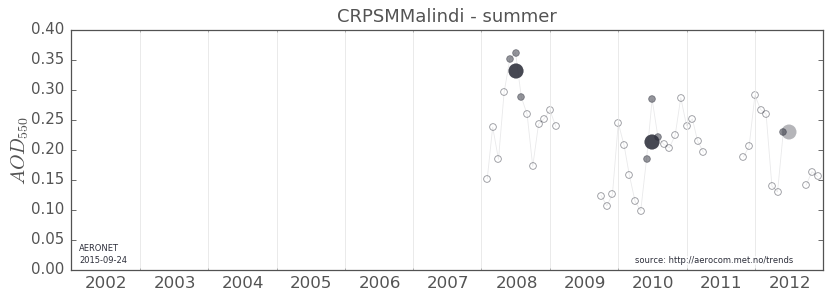 CRPSMMalindi - summer
0.40
0.35
0.30
0.25
0.20
0.15
0.10
0.05
0.00
AOD550
AERONET
2015-09-24
source: http://aerocom.met.no/trends
2002 2003 2004 2005 2006 2007 2008 2009 2010 2011 2012